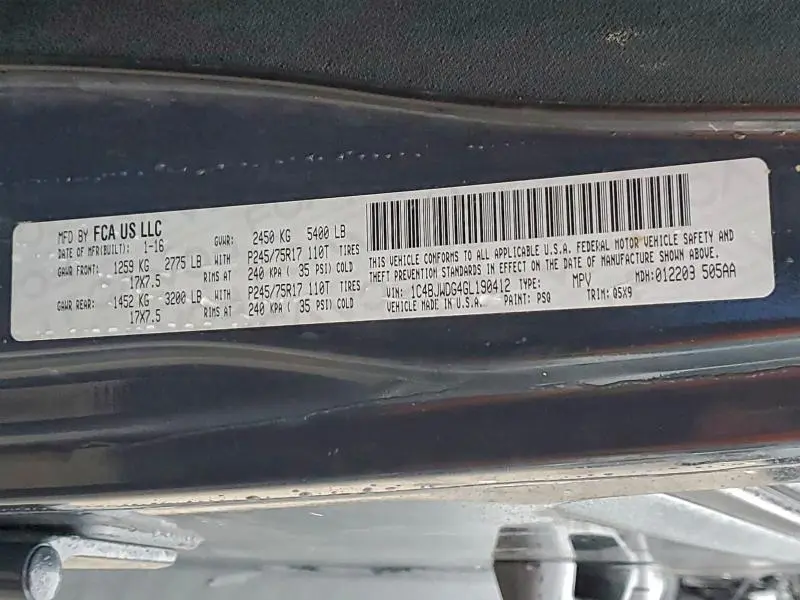 MFD BY FCA US LLC
DATE OF MFR(BUILT): 1-16
GVWR: 2450 KG 5400 LB
GAWR FRONT: 1259 KG 2775 LB WITH P245/75R17 110T TIRES
17X7.5 RIMS AT 240 KPA ( 35 PSI) COLD
GAWR REAR: 1452 KG 3200 LB WITH P245/75R17 110T TIRES
17X7.5 RIMS AT 240 KPA ( 35 PSI) COLD
THIS VEHICLE CONFORMS TO ALL APPLICABLE U.S.A. FEDERAL MOTOR VEHICLE SAFETY AND
THEFT PREVENTION STANDARDS IN EFFECT ON THE DATE OF MANUFACTURE SHOWN ABOVE.
VIN: 1C4BJWDG4GL190412 TYPE: MPV MDH: 012203 505AA
VEHICLE MADE IN U.S.A. PAINT: PSQ TRIM: Q5X9